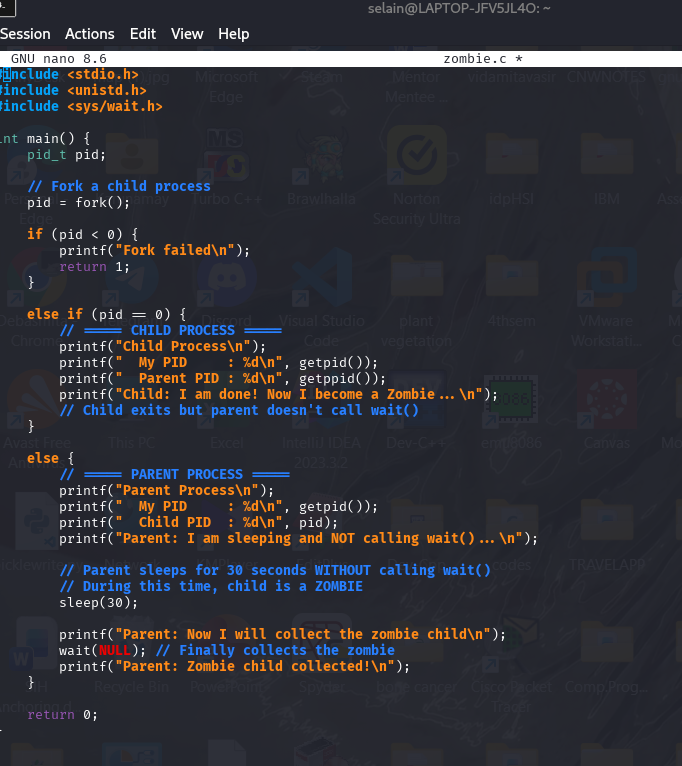 selain@LAPTOP-JFV5JL4O: ~
Session Actions Edit View Help
GNU nano 8.6 zombie.c *
#include <stdio.h>
#include <unistd.h>
#include <sys/wait.h>
int main() {
pid_t pid;
// Fork a child process
pid = fork();
if (pid < 0) {
printf("Fork failed\n");
return 1;
}
else if (pid == 0) {
// ===== CHILD PROCESS =====
printf("Child Process\n");
printf("  My PID     : %d\n", getpid());
printf("  Parent PID : %d\n", getppid());
printf("Child: I am done! Now I become a Zombie...\n");
// Child exits but parent doesn't call wait()
}
else {
// ===== PARENT PROCESS =====
printf("Parent Process\n");
printf("  My PID     : %d\n", getpid());
printf("  Child PID  : %d\n", pid);
printf("Parent: I am sleeping and NOT calling wait()...\n");
// Parent sleeps for 30 seconds WITHOUT calling wait()
// During this time, child is a ZOMBIE
sleep(30);
printf("Parent: Now I will collect the zombie child\n");
wait(NULL); // Finally collects the zombie
printf("Parent: Zombie child collected!\n");
}
return 0;